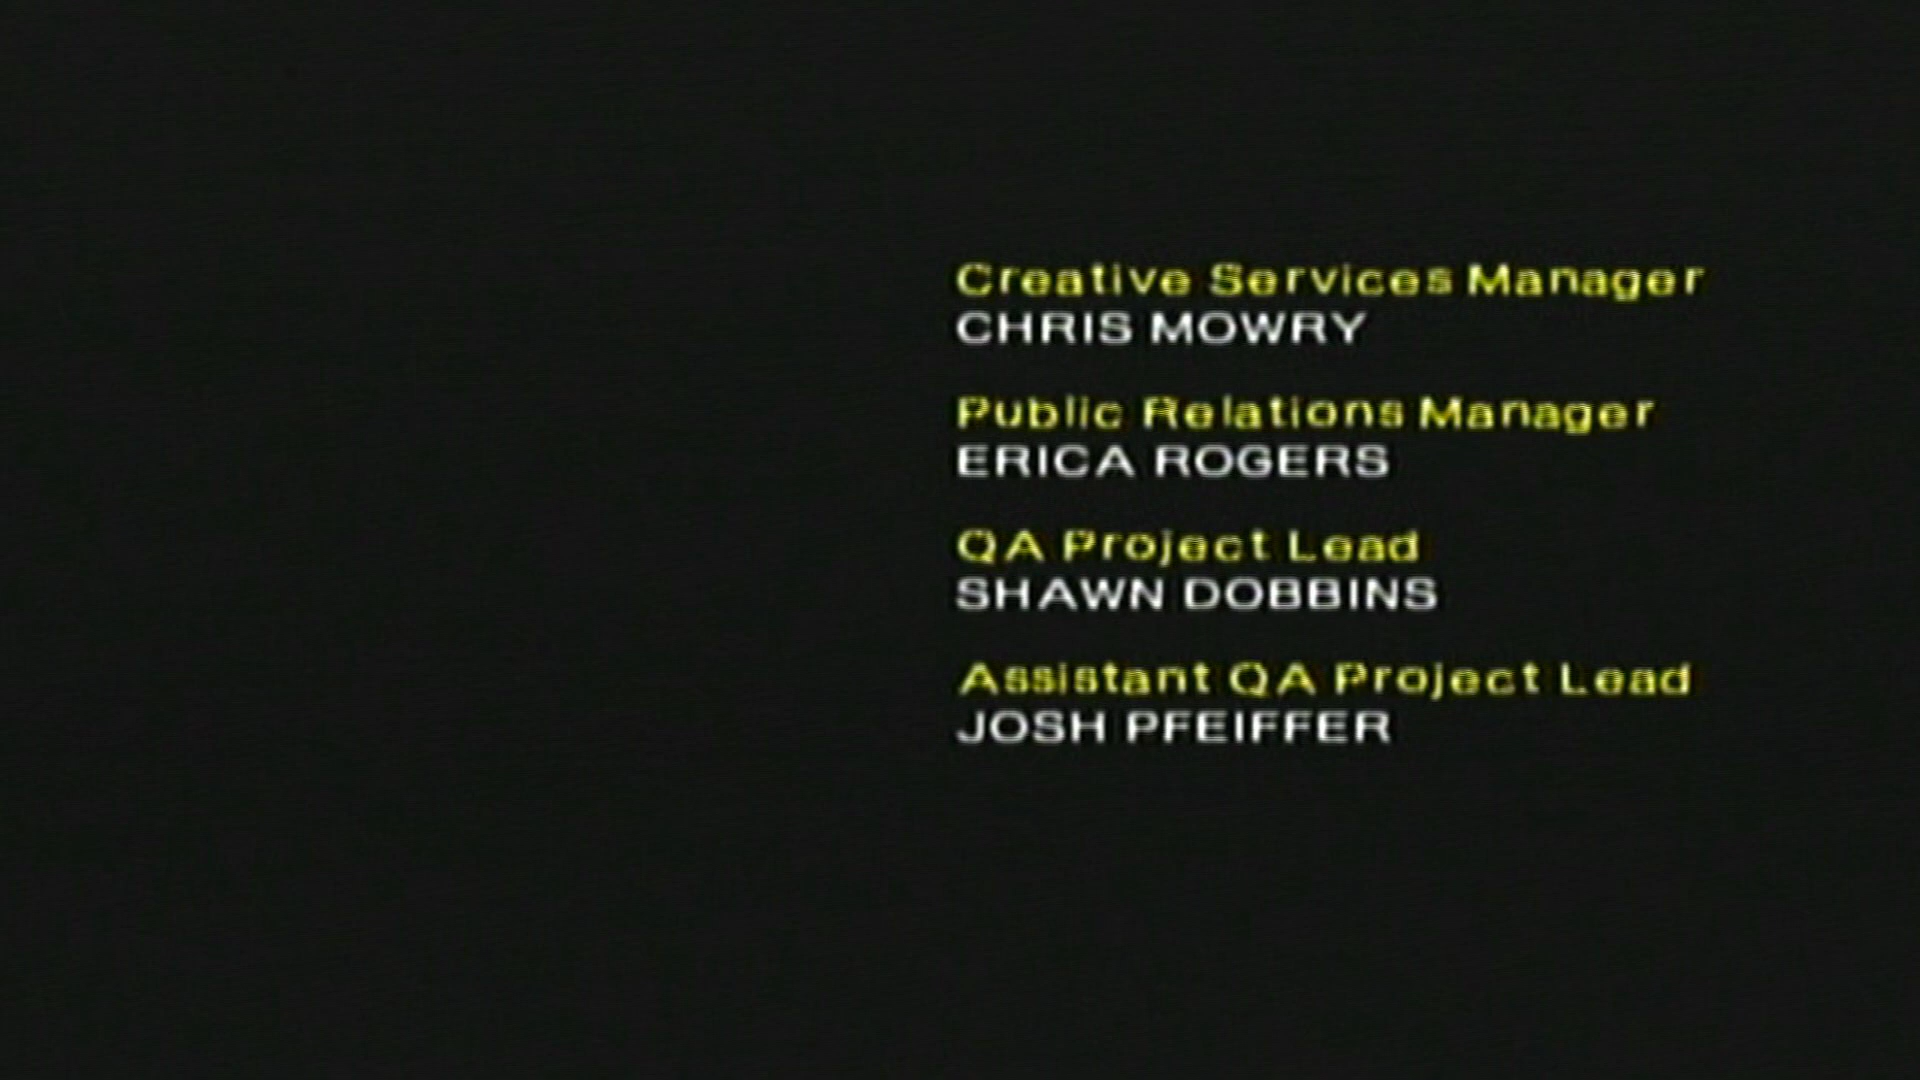 Creative Services Manager
CHRIS MOWRY
Public Relations Manager
ERICA ROGERS
QA Project Lead
SHAWN DOBBINS
Assistant QA Project Lead
JOSH PFEIFFER